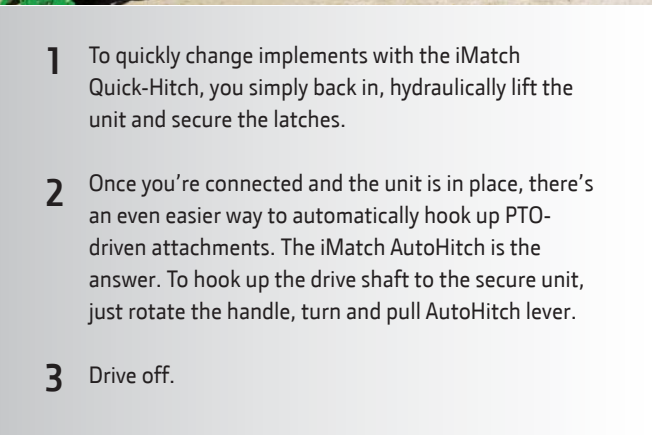 1 To quickly change implements with the iMatch
Quick-Hitch, you simply back in, hydraulically lift the
unit and secure the latches.
2 Once you’re connected and the unit is in place, there’s
an even easier way to automatically hook up PTO-
driven attachments. The iMatch AutoHitch is the
answer. To hook up the drive shaft to the secure unit,
just rotate the handle, turn and pull AutoHitch lever.
3 Drive off.